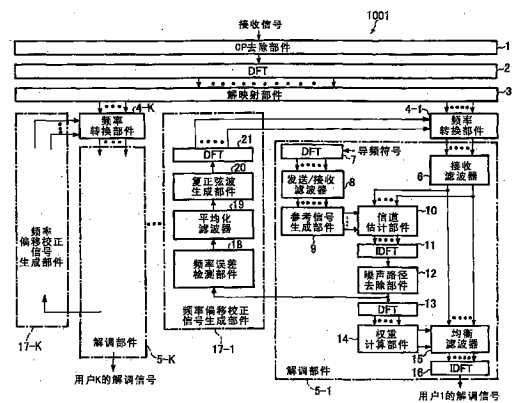 接收信号
1001
CP去除部件
1
DFT
2
解映射部件
3
4-K
频率
转换部件
4-1
频率
转换部件
21
DFT
20
复正弦波
生成部件
19
平均化
滤波器
18
频率误差
检测部件
频率偏移校正
信号生成部件
17-1
频率
偏移校正
信号
生成部件
17-K
解调部件
5-K
用户K的解调信号
DFT
导频符号
7
发送/接收
滤波器
8
参考信号
生成部件
9
接收
滤波器
6
信道
估计部件
10
IDFT
11
噪声路径
去除部件
12
DFT
13
权重
计算部件
14
均衡
滤波器
15
IDFT
16
解调部件
5-1
用户1的解调信号